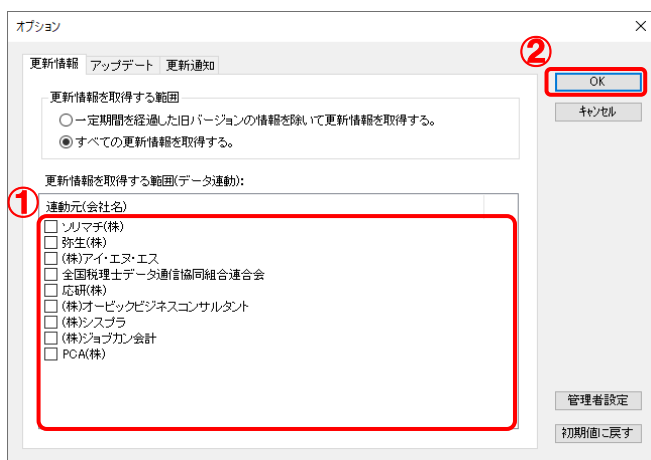 オプション
②
更新情報 アップデート 更新通知
OK
キャンセル
更新情報を取得する範囲
一定期間を経過した旧バージョンの情報を除いて更新情報を取得する。
すべての更新情報を取得する。
更新情報を取得する範囲(データ連動):
①
連動元(会社名)
ソリマチ(株)
弥生(株)
(株)アイ・エヌ・エス
全国税理士データ通信協同組合連合会
応研(株)
(株)オービックビジネスコンサルタント
(株)シスプラ
(株)ジョブカン会計
PCA(株)
管理者設定
初期値に戻す